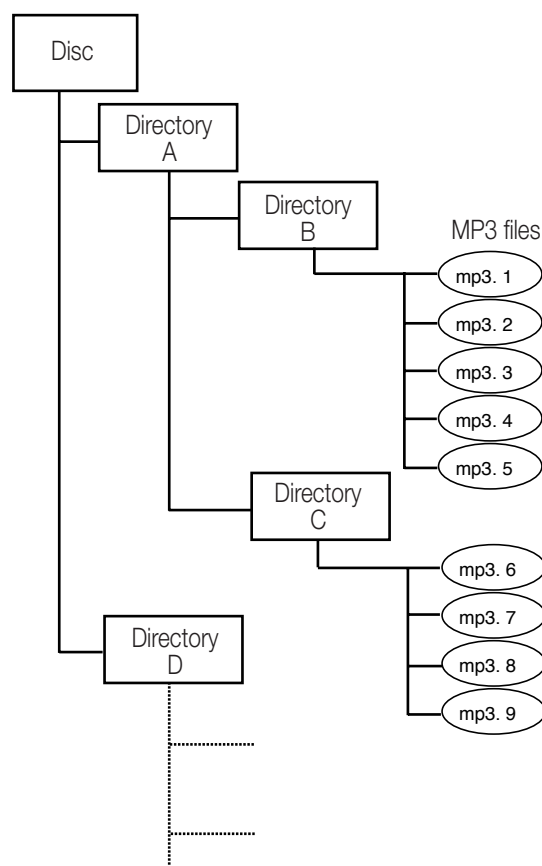 Disc
Directory
A
Directory
B
MP3 files
mp3. 1
mp3. 2
mp3. 3
mp3. 4
mp3. 5
Directory
C
mp3. 6
mp3. 7
mp3. 8
mp3. 9
Directory
D